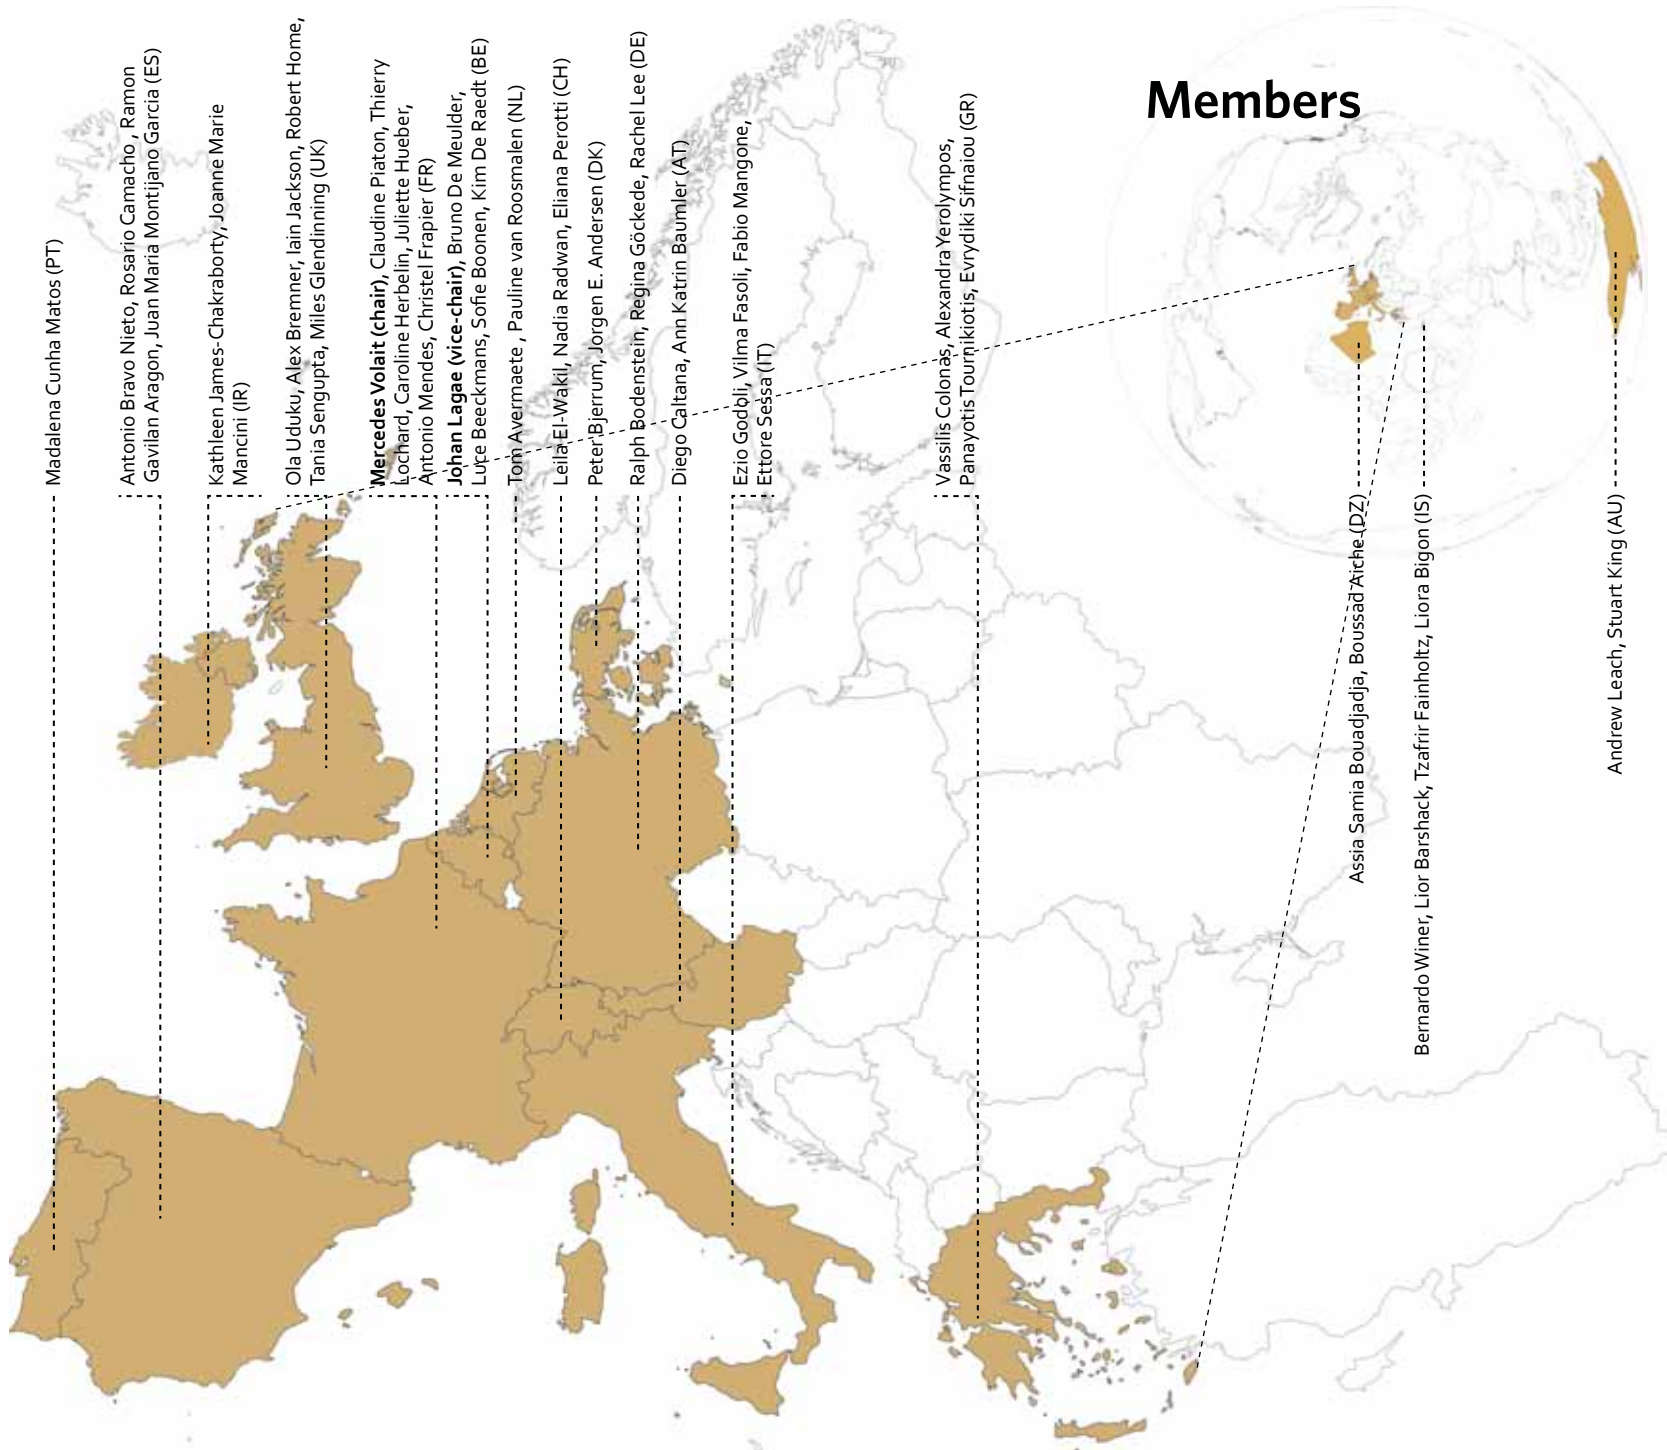 Members
Madalena Cunha Matos (PT)
Antonio Bravo Nieto, Rosario Camacho , Ramon
Gavilan Aragon, Juan Maria Montijano Garcia (ES)
Kathleen James-Chakraborty, Joanne Marie
Mancini (IR)
Ola Uduku, Alex Bremner, Iain Jackson, Robert Home,
Tania Sengupta, Miles Glendinning (UK)
Mercedes Volait (chair), Claudine Piaton, Thierry
Lochard, Caroline Herbelin, Juliette Hueber,
Antonio Mendes, Christel Frapier (FR)
Johan Lagae (vice-chair), Bruno De Meulder,
Luce Beeckmans, Sofie Boonen, Kim De Raedt (BE)
Tom Avermaete , Pauline van Roosmalen (NL)
Leila El-Wakil, Nadia Radwan, Eliana Perotti (CH)
Peter Bjerrum, Jorgen E. Andersen (DK)
Ralph Bodenstein, Regina Göckede, Rachel Lee (DE)
Diego Caltana, Ann Katrin Baumler (AT)
Ezio Godoli, Vilma Fasoli, Fabio Mangone,
Ettore Sessa (IT)
Vassilis Colonas, Alexandra Yerolympos,
Panayotis Tournikiotis, Evrydiki Sifnaiou (GR)
Assia Samia Bouadjadja, Boussad Aiche (DZ)
Bernardo Winer, Lior Barshack, Tzafrir Fainholtz, Liora Bigon (IS)
Andrew Leach, Stuart King (AU)